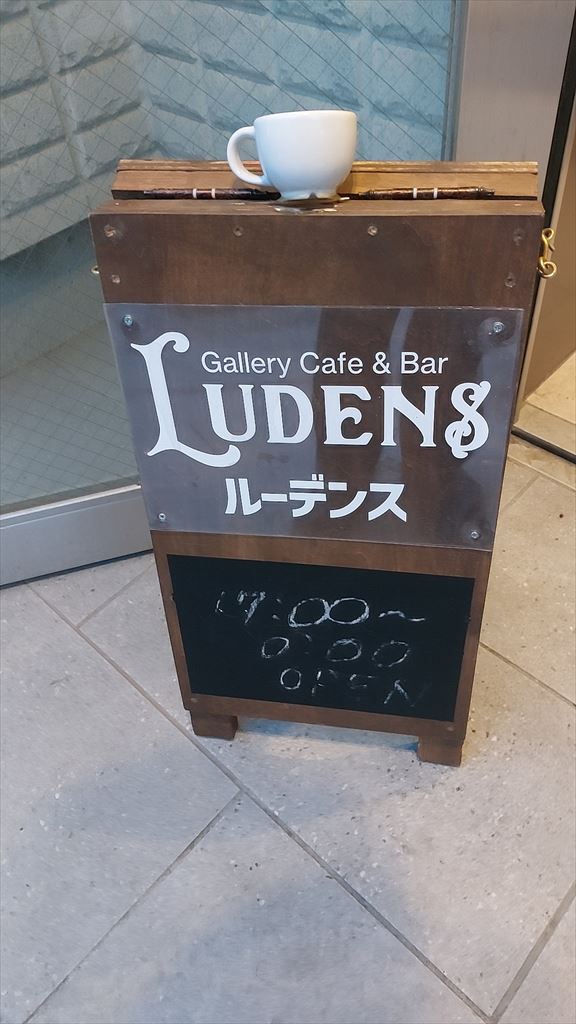 Gallery Cafe & Bar
LUDENS
ルーデンス
17:00~
0:00
OPEN